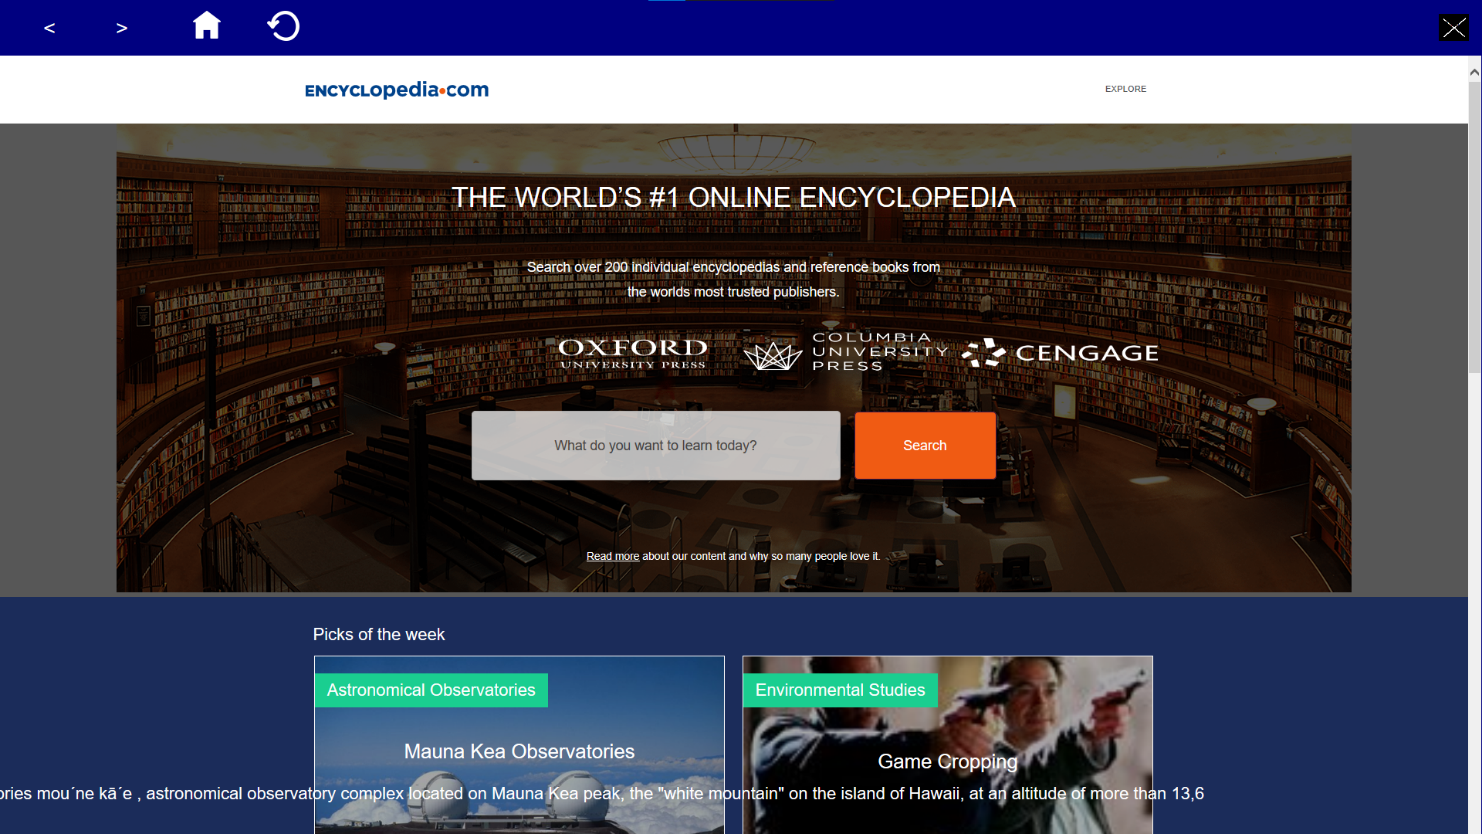 < >
ENCYCLOpedia.com
EXPLORE
THE WORLD’S #1 ONLINE ENCYCLOPEDIA
Search over 200 individual encyclopedias and reference books from
the worlds most trusted publishers.
OXFORD
UNIVERSITY PRESS
COLUMBIA
UNIVERSITY
PRESS
CENGAGE
What do you want to learn today?
Search
Read more about our content and why so many people love it.
Picks of the week
Astronomical Observatories
Environmental Studies
Mauna Kea Observatories
Game Cropping
ories mou´ne kā´e , astronomical observatory complex located on Mauna Kea peak, the "white mountain" on the island of Hawaii, at an altitude of more than 13,6